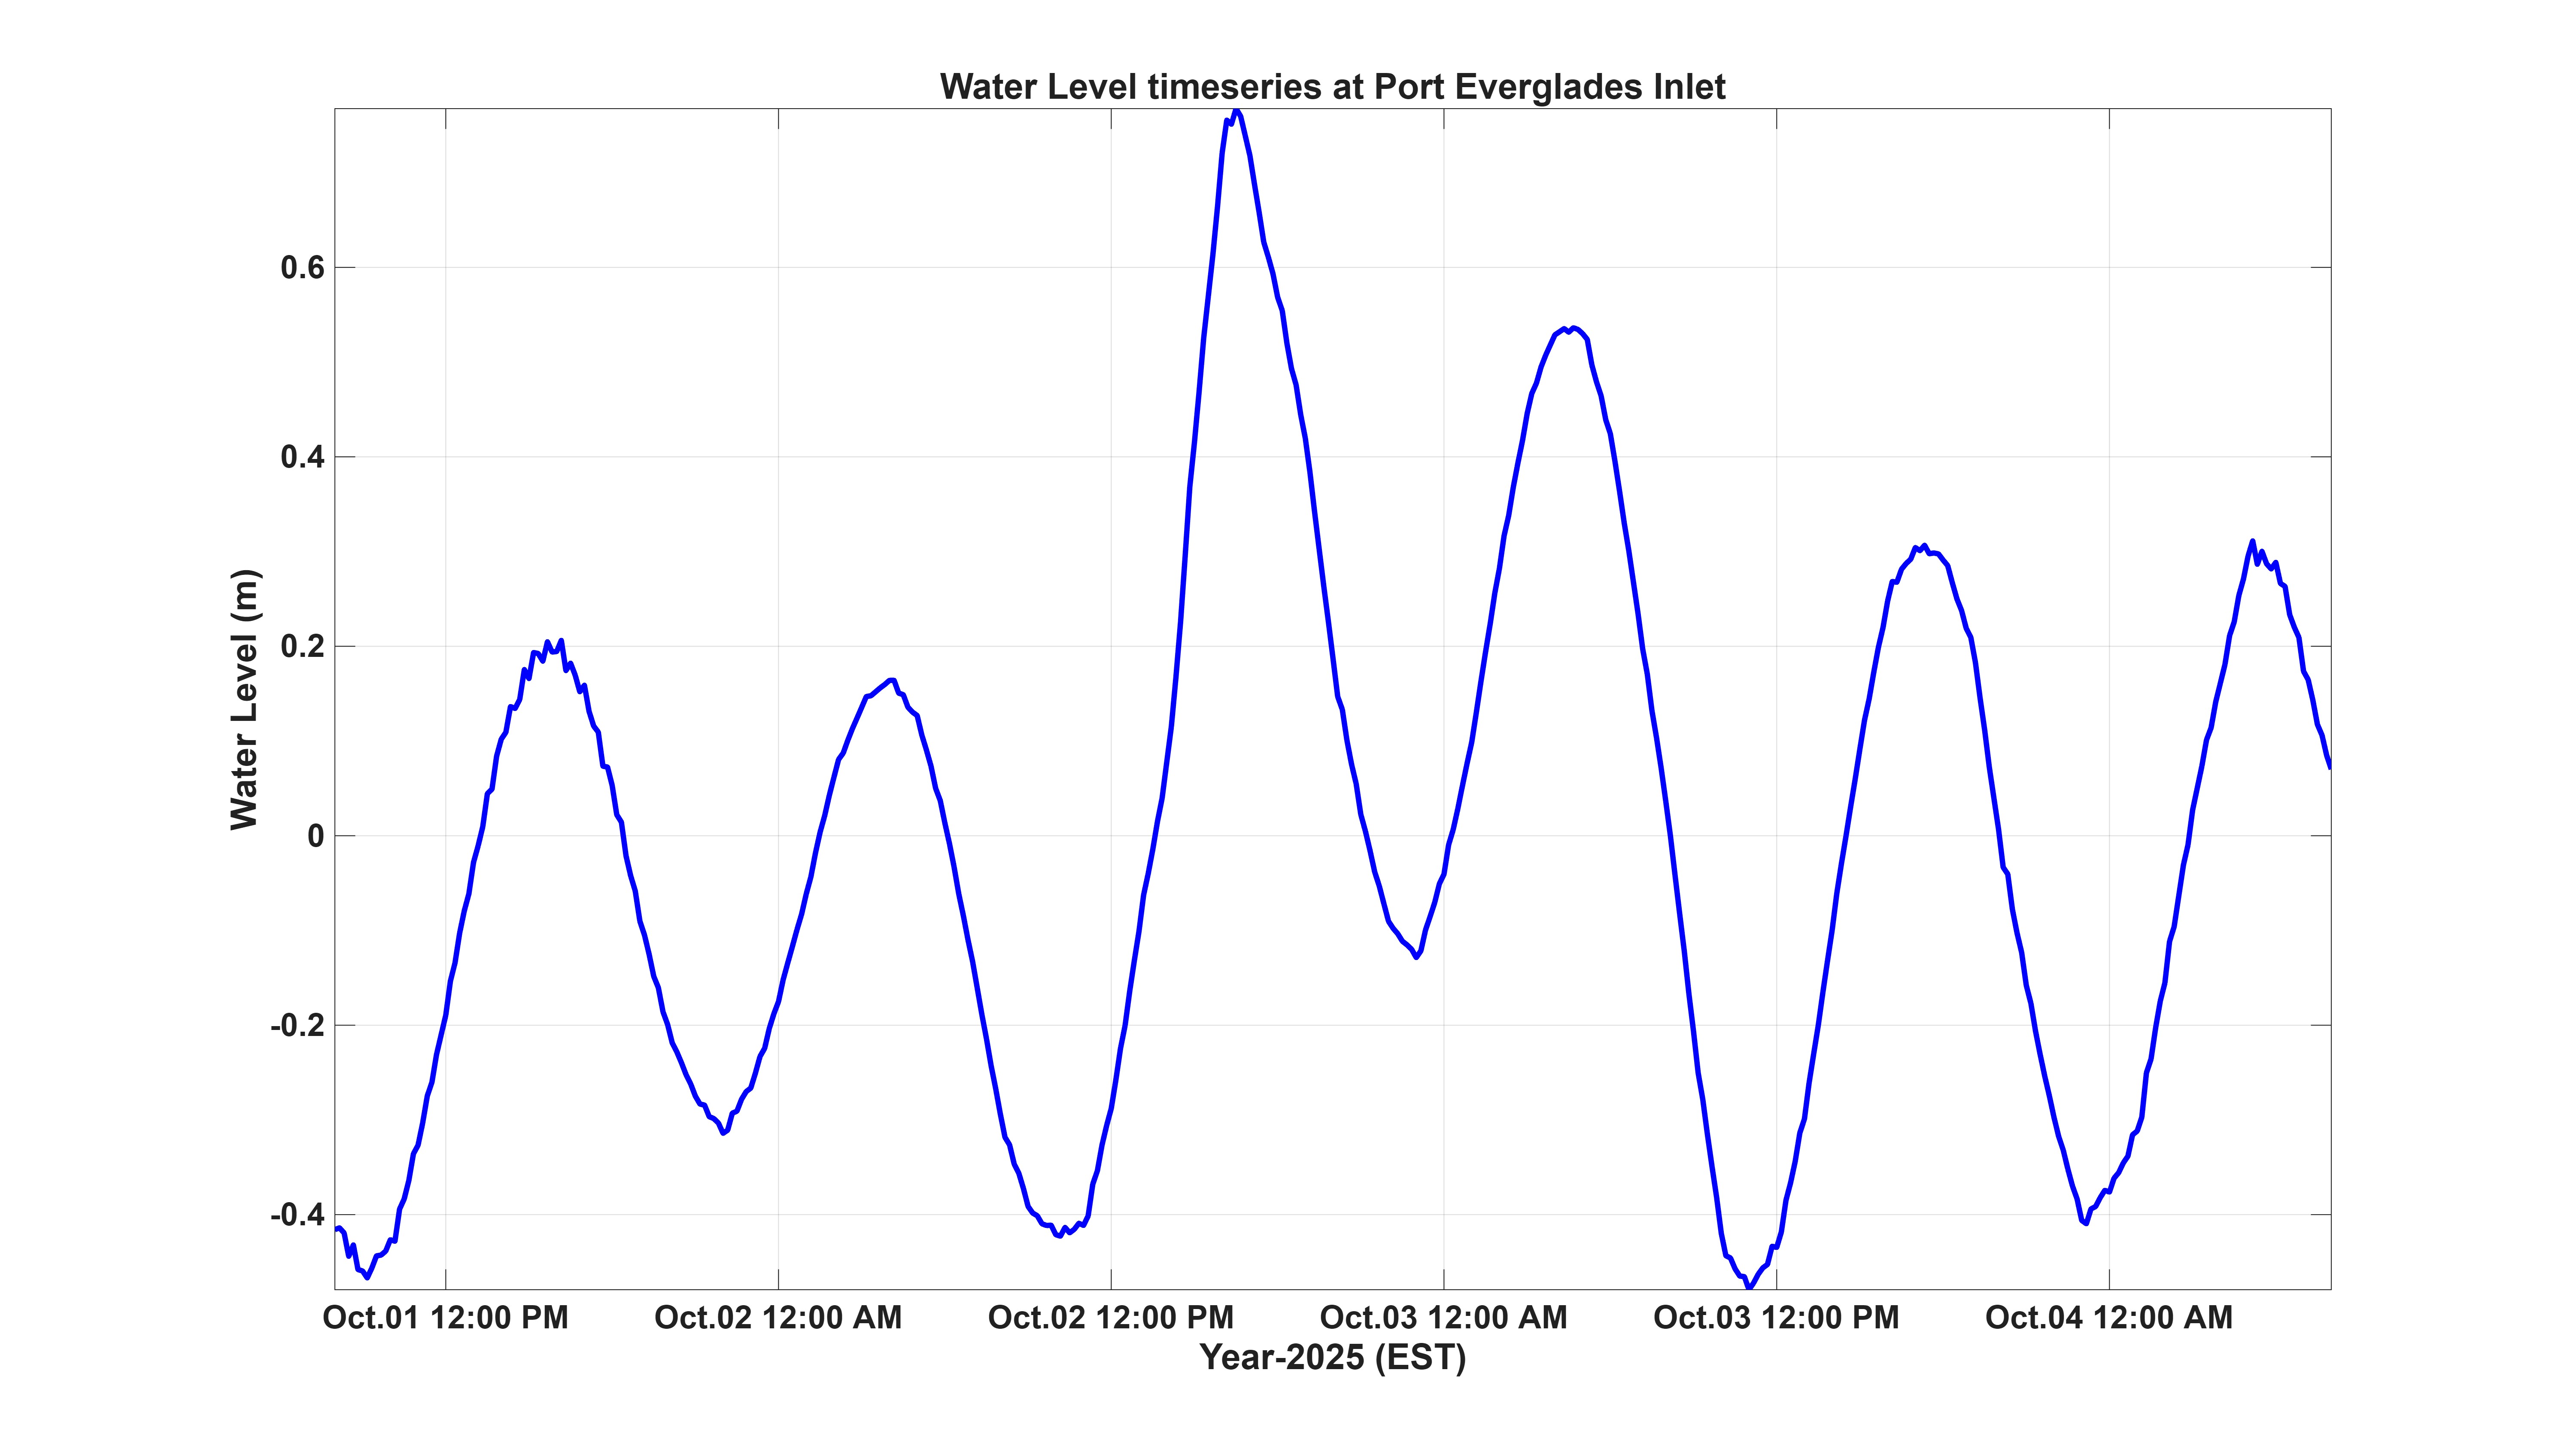 Water Level timeseries at Port Everglades Inlet
0.6
0.4
0.2
0
-0.2
-0.4
Water Level (m)
Oct.01 12:00 PM Oct.02 12:00 AM Oct.02 12:00 PM Oct.03 12:00 AM Oct.03 12:00 PM Oct.04 12:00 AM
Year-2025 (EST)